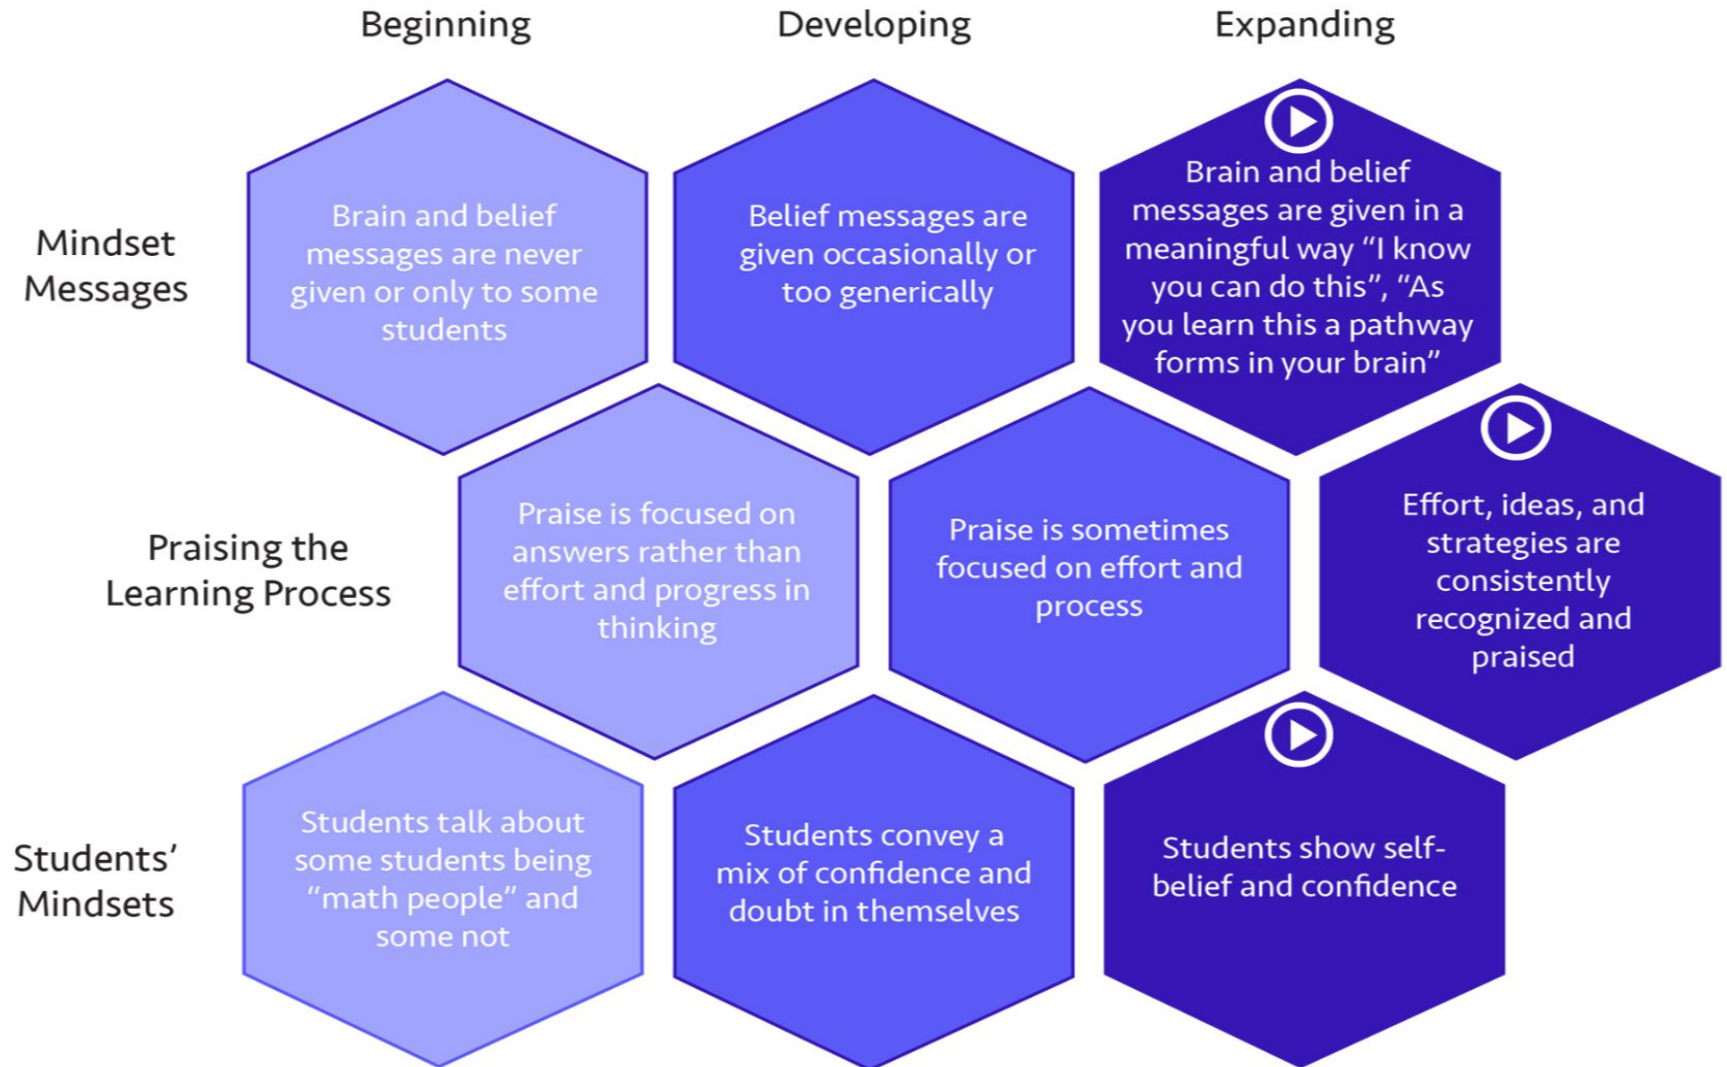 Beginning
Developing
Expanding
Mindset
Messages
Brain and belief
messages are never
given or only to some
students
Belief messages are
given occasionally or
too generically
Brain and belief
messages are given in a
meaningful way “I know
you can do this”, “As
you learn this a pathway
forms in your brain”
Praising the
Learning Process
Praise is focused on
answers rather than
effort and progress in
thinking
Praise is sometimes
focused on effort and
process
Effort, ideas, and
strategies are
consistently
recognized and
praised
Students’
Mindsets
Students talk about
some students being
“math people” and
some not
Students convey a
mix of confidence and
doubt in themselves
Students show self-
belief and confidence